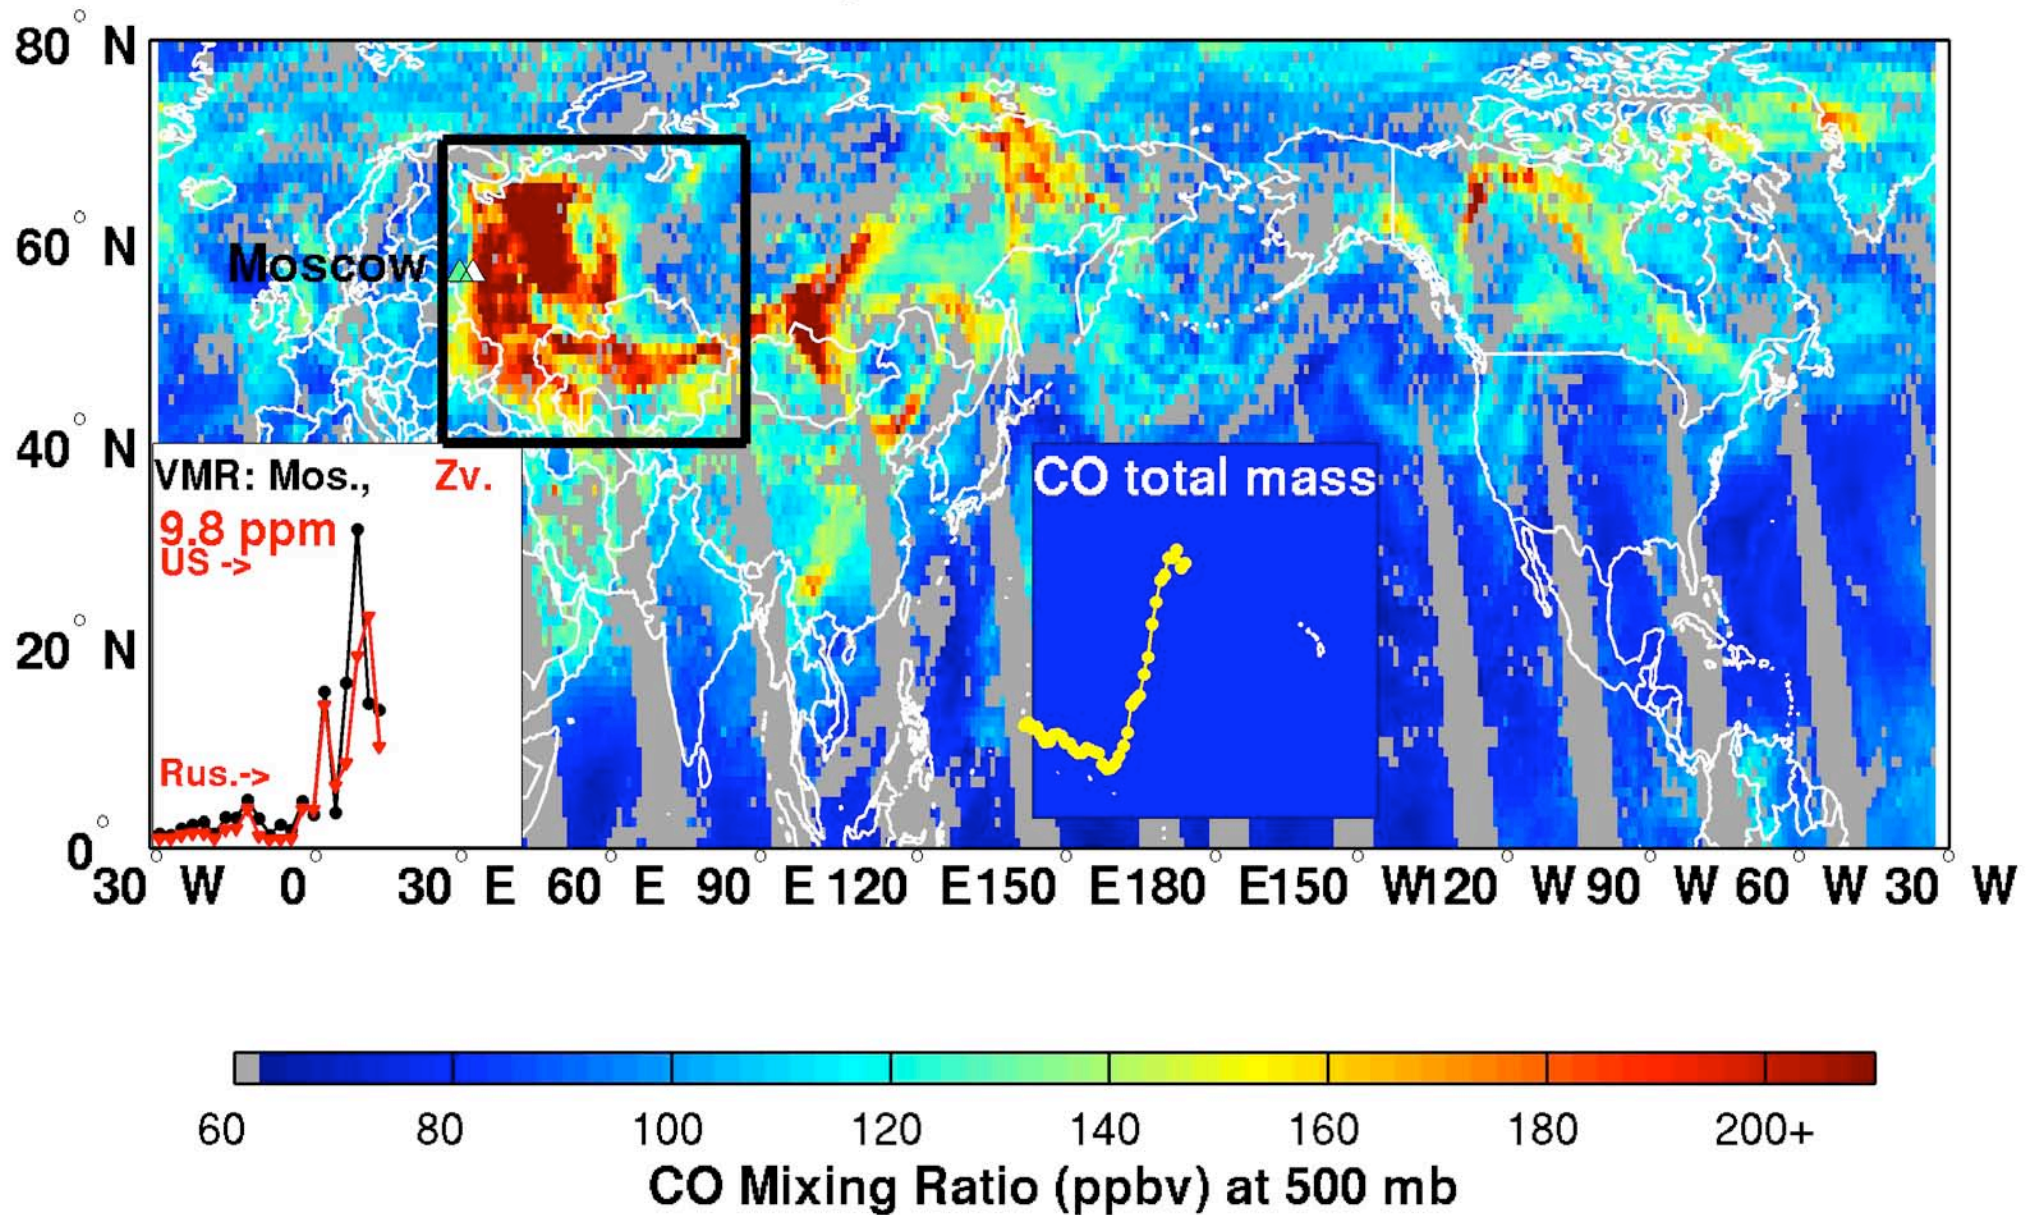 80° N
60° N
Moscow
40° N
VMR: Mos., Zv.
9.8 ppm
US ->
Rus.->
CO total mass
20° N
0°
30° W 0° 30° E 60° E 90° E 120° E 150° E 180° E 150° W 120° W 90° W 60° W 30° W
60 80 100 120 140 160 180 200+
CO Mixing Ratio (ppbv) at 500 mb